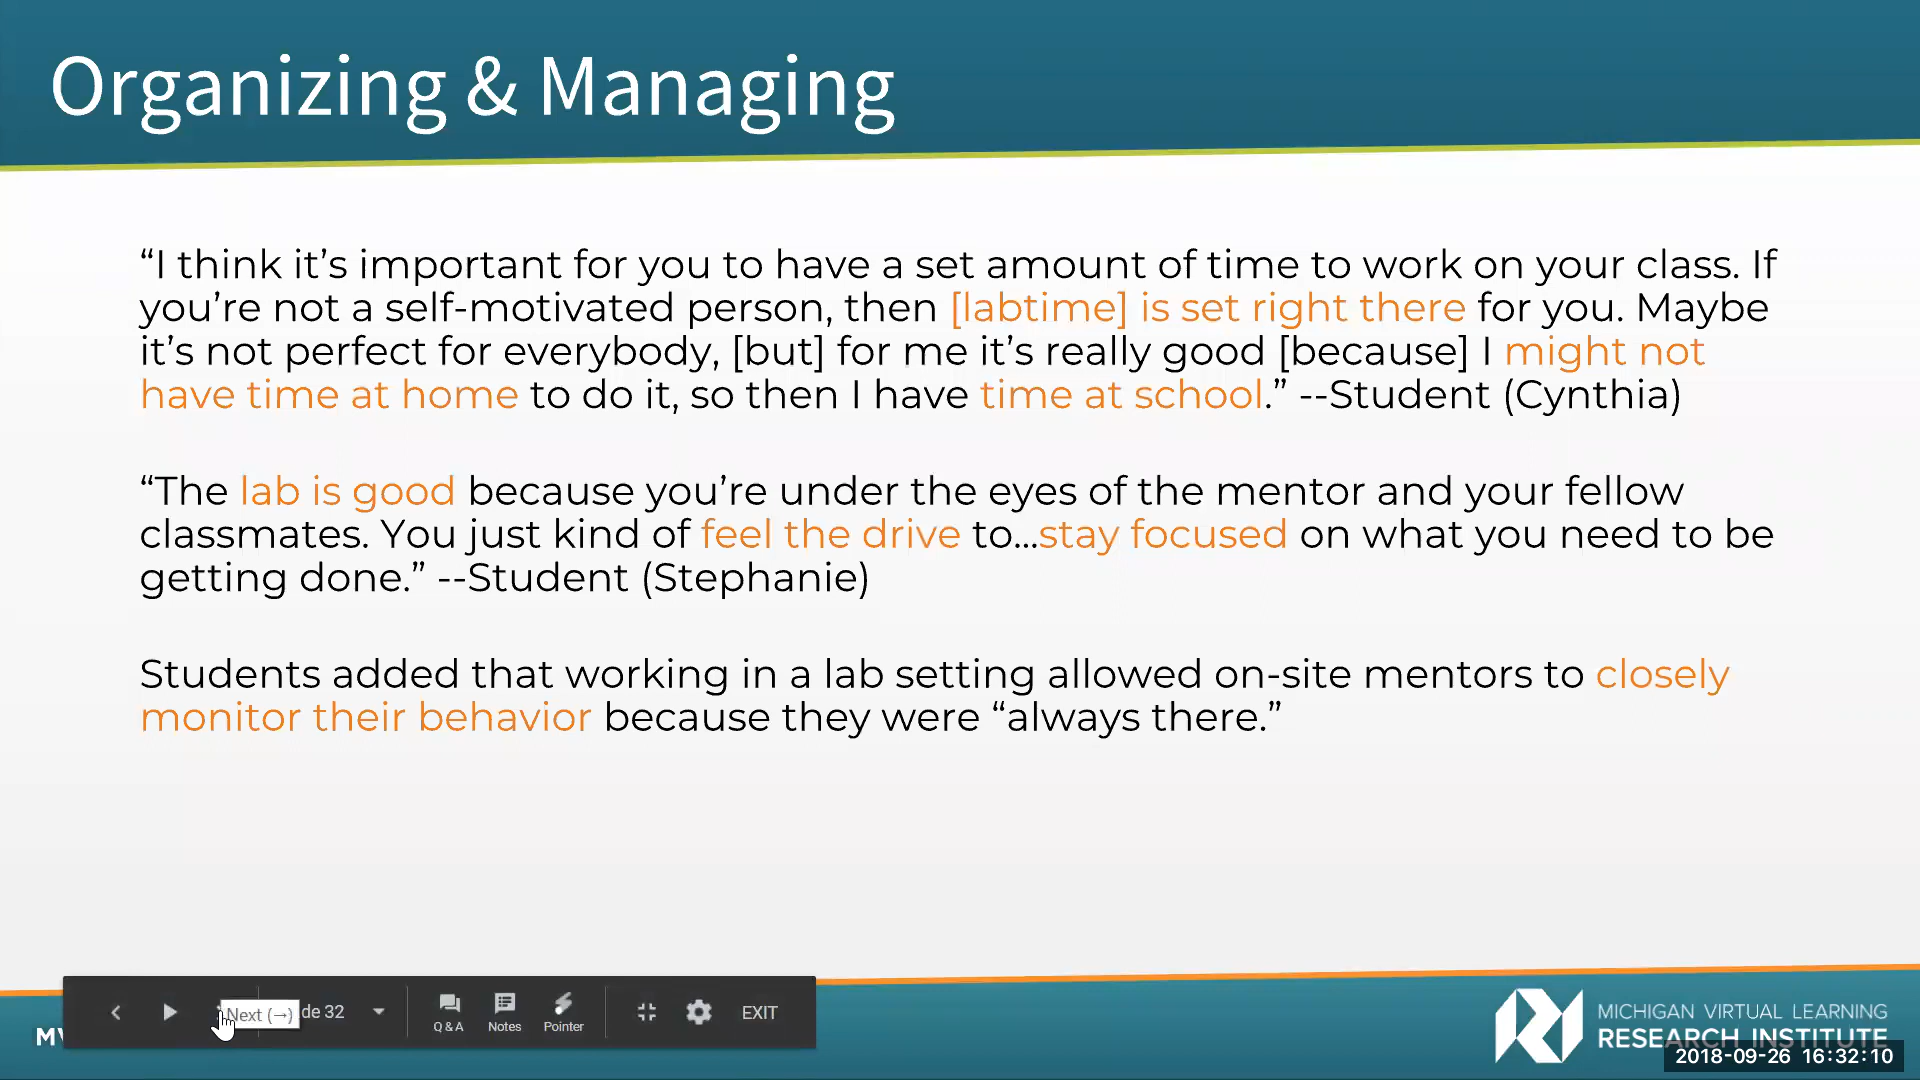 Organizing & Managing
“I think it’s important for you to have a set amount of time to work on your class. If
you’re not a self-motivated person, then [labtime] is set right there for you. Maybe
it’s not perfect for everybody, [but] for me it’s really good [because] I might not
have time at home to do it, so then I have time at school.” --Student (Cynthia)
“The lab is good because you’re under the eyes of the mentor and your fellow
classmates. You just kind of feel the drive to…stay focused on what you need to be
getting done.” --Student (Stephanie)
Students added that working in a lab setting allowed on-site mentors to closely
monitor their behavior because they were “always there.”
Next (→)
de 32
Q & A
Notes
Pointer
EXIT
MICHIGAN VIRTUAL LEARNING
RESEARCH INSTITUTE
2018-09-26 16:32:10